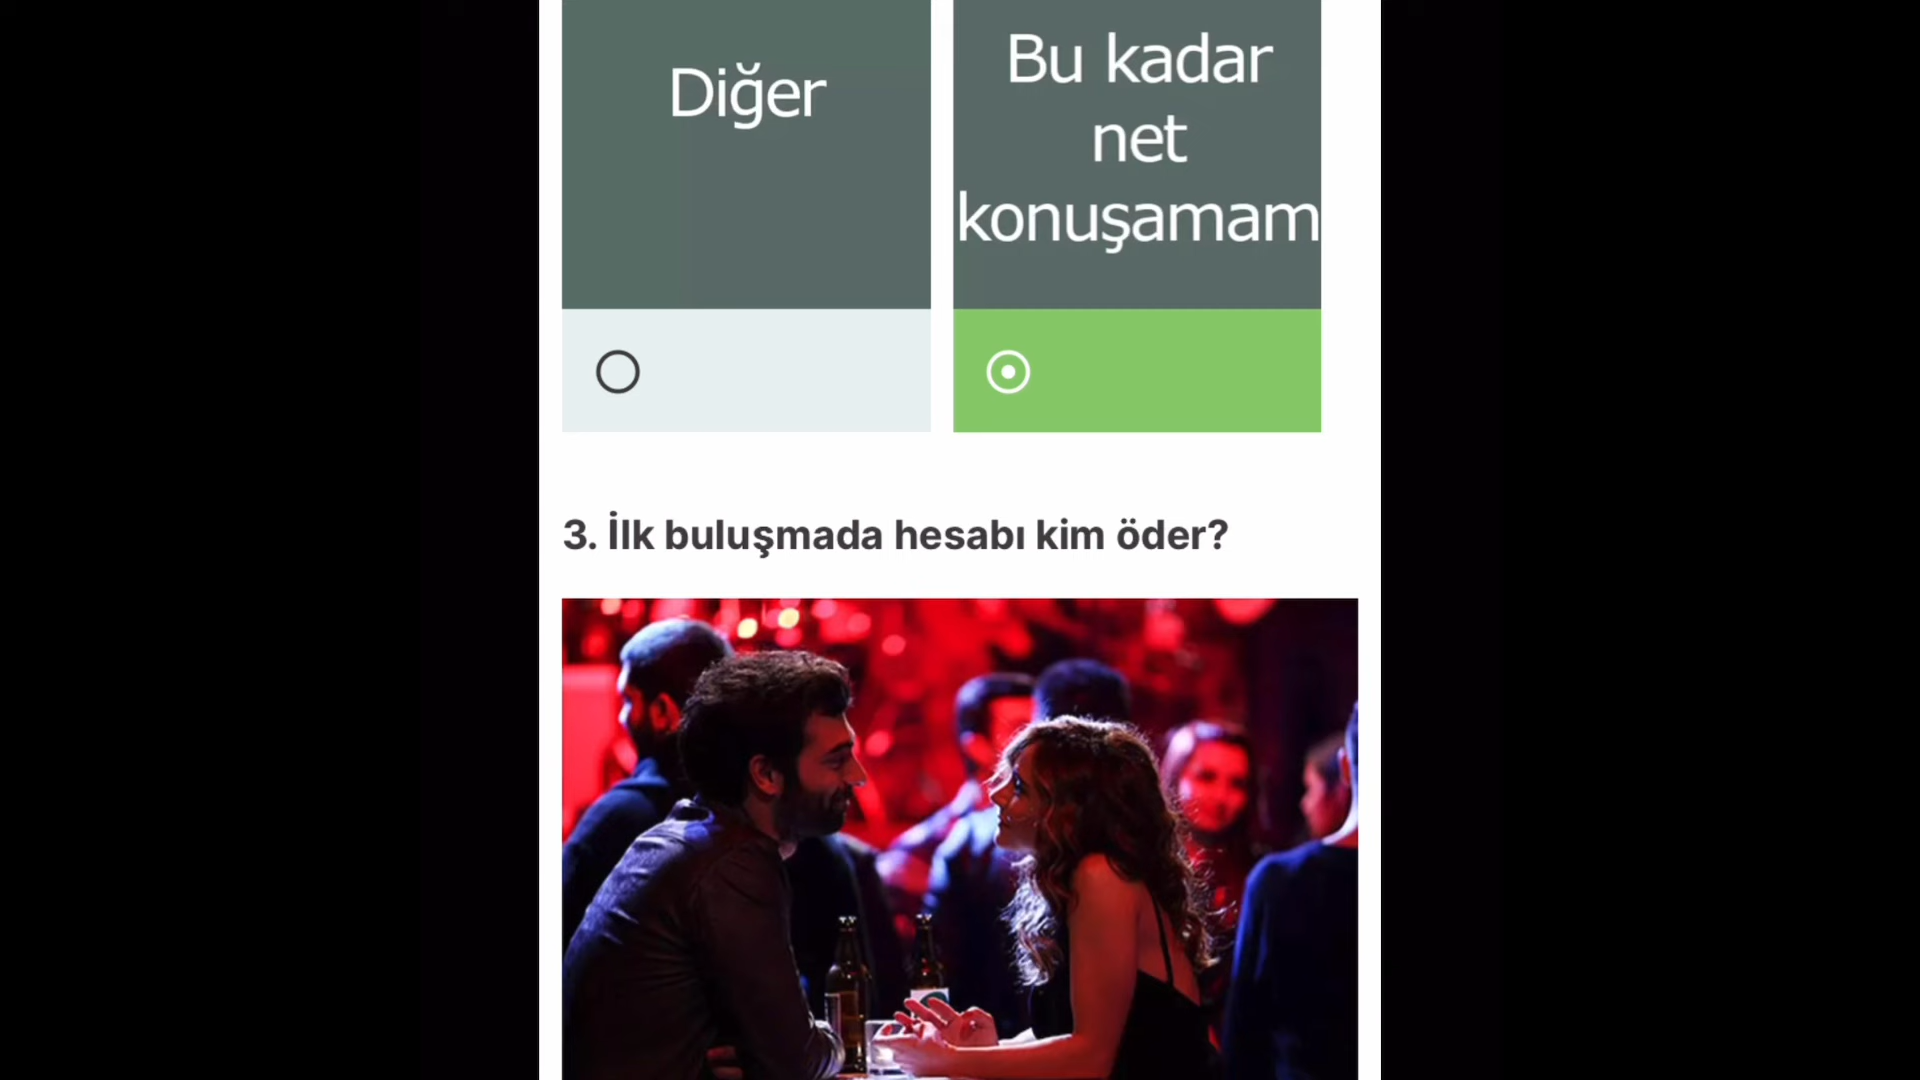 Diğer
Bu kadar
net
konuşamam
3. İlk buluşmada hesabı kim öder?